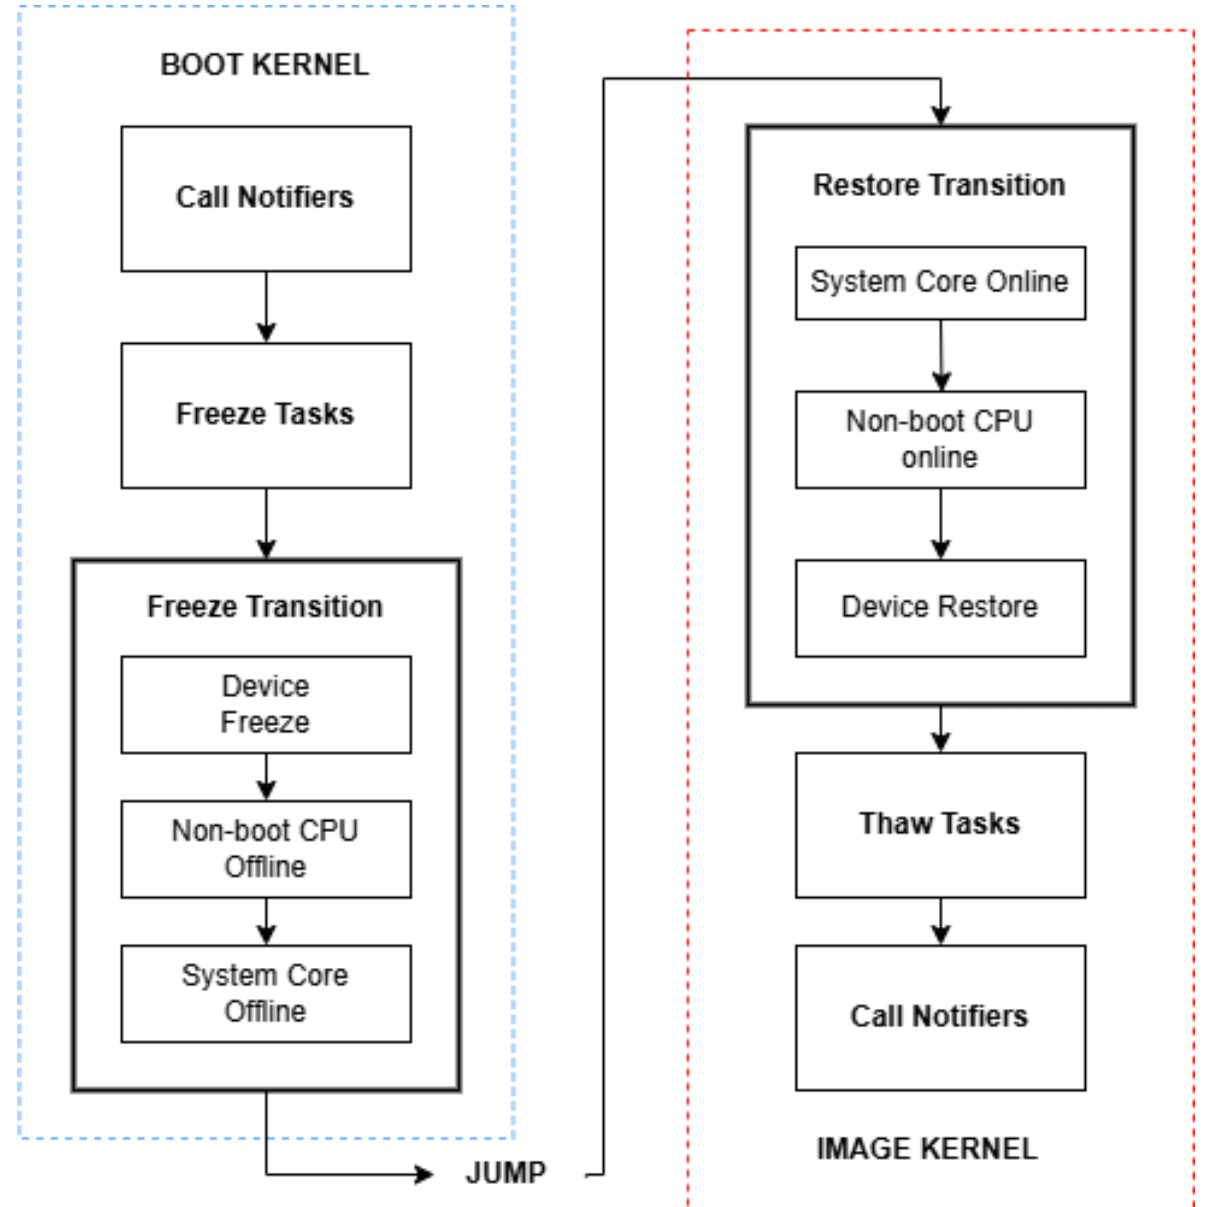 BOOT KERNEL
Call Notifiers
Freeze Tasks
Freeze Transition
Device
Freeze
Non-boot CPU
Offline
System Core
Offline
JUMP
Restore Transition
System Core Online
Non-boot CPU
online
Device Restore
Thaw Tasks
Call Notifiers
IMAGE KERNEL